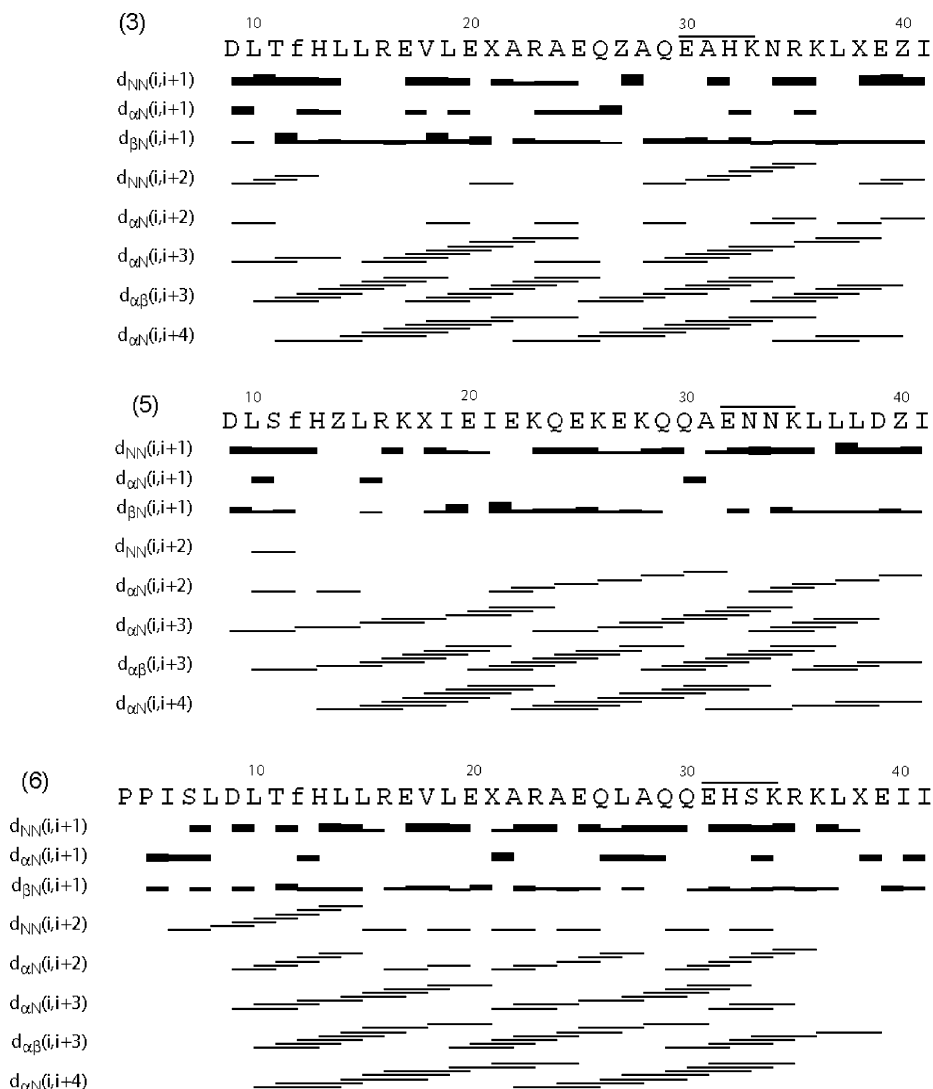 (3)
10 20 30 40
D L T f H L L R E V L E X A R A E Q Z A Q E A H K N R K L X E Z I
dNN(i,i+1)
dαN(i,i+1)
dβN(i,i+1)
dNN(i,i+2)
dαN(i,i+2)
dαN(i,i+3)
dαβ(i,i+3)
dαN(i,i+4)
(5)
10 20 30 40
D L S f H Z L R K X I E I E K Q E K E K Q Q A E N N K L L L D Z I
dNN(i,i+1)
dαN(i,i+1)
dβN(i,i+1)
dNN(i,i+2)
dαN(i,i+2)
dαN(i,i+3)
dαβ(i,i+3)
dαN(i,i+4)
(6)
10 20 30 40
P P I S L D L T f H L L R E V L E X A R A E Q L A Q Q E H S K R K L X E I I
dNN(i,i+1)
dαN(i,i+1)
dβN(i,i+1)
dNN(i,i+2)
dαN(i,i+2)
dαN(i,i+3)
dαβ(i,i+3)
dαN(i,i+4)